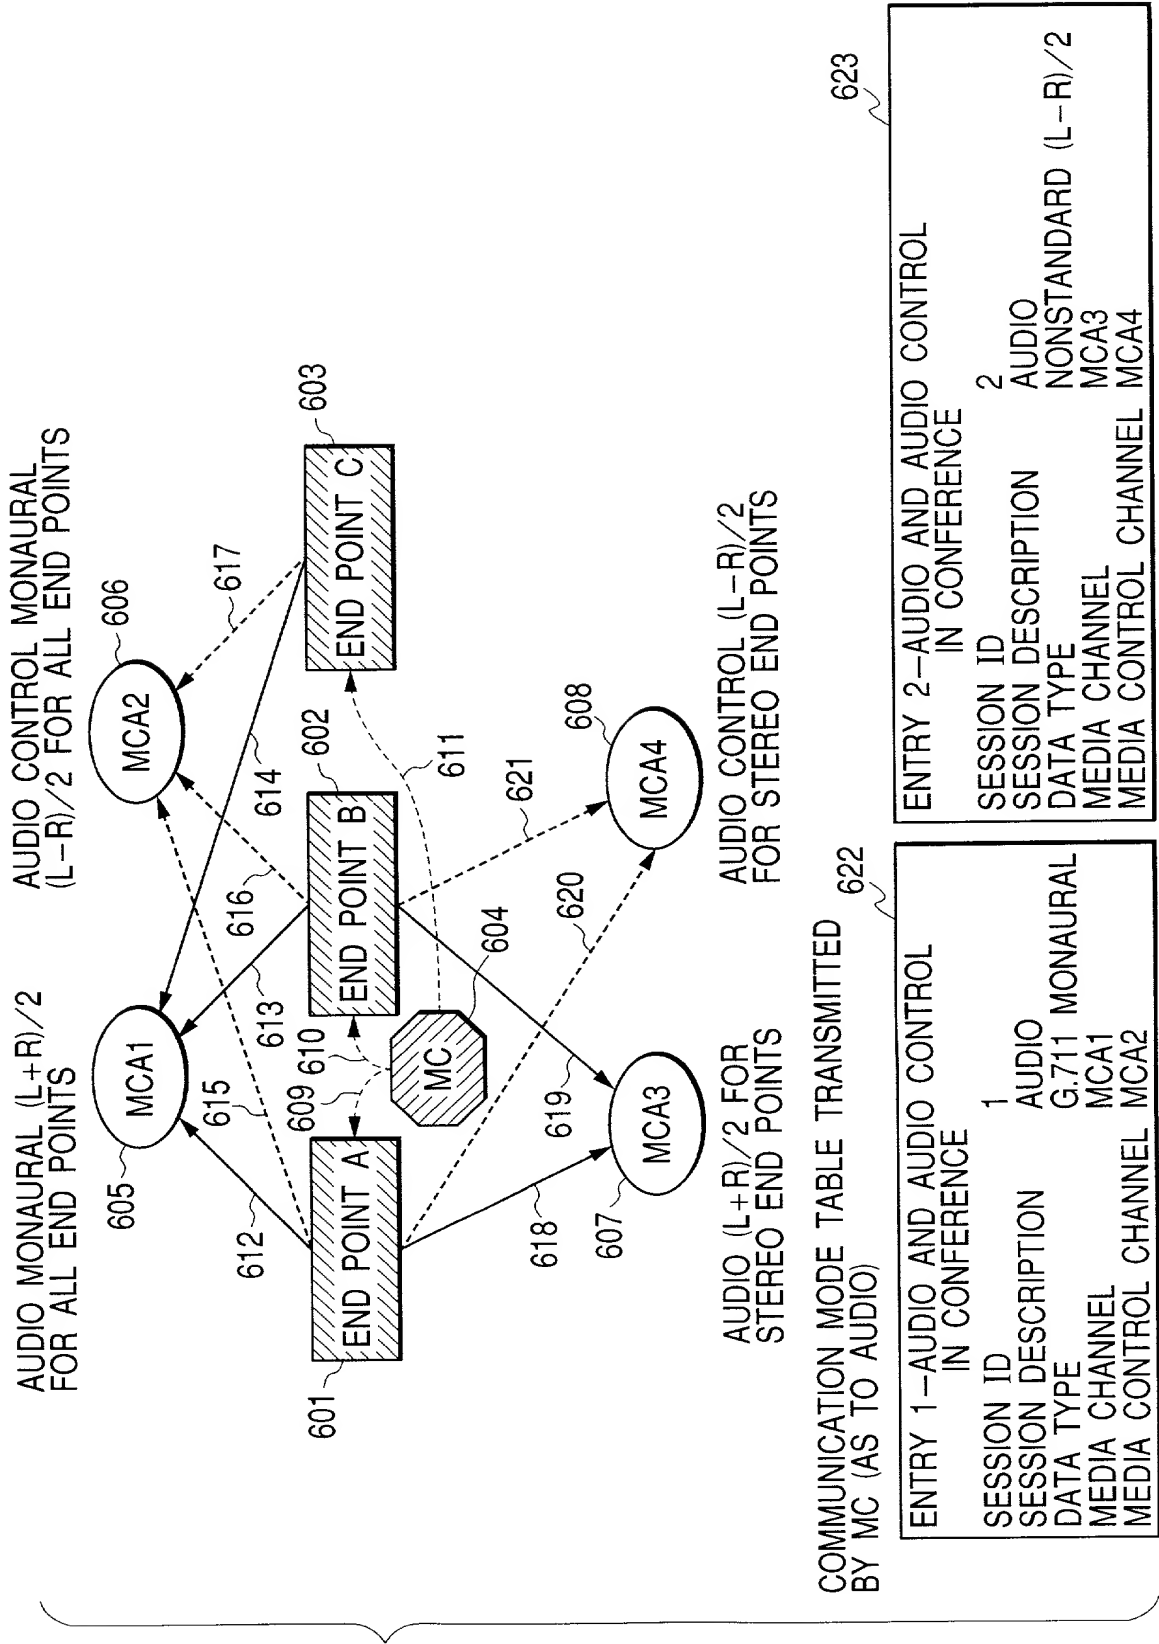 AUDIO MONAURAL (L+R)/2
FOR ALL END POINTS
AUDIO CONTROL MONAURAL
(L−R)/2 FOR ALL END POINTS
605
MCA1
MCA2
606
612
615
613
616
614
617
601
END POINT A
609
610
END POINT B
602
END POINT C
603
MC
604
611
618
619
620
621
607
MCA3
MCA4
608
AUDIO (L+R)/2 FOR
STEREO END POINTS
AUDIO CONTROL (L−R)/2
FOR STEREO END POINTS
COMMUNICATION MODE TABLE TRANSMITTED
BY MC (AS TO AUDIO)
622
ENTRY 1−AUDIO AND AUDIO CONTROL
IN CONFERENCE
SESSION ID 1
SESSION DESCRIPTION AUDIO
DATA TYPE G.711 MONAURAL
MEDIA CHANNEL MCA1
MEDIA CONTROL CHANNEL MCA2
623
ENTRY 2−AUDIO AND AUDIO CONTROL
IN CONFERENCE
SESSION ID 2
SESSION DESCRIPTION AUDIO
DATA TYPE NONSTANDARD (L−R)/2
MEDIA CHANNEL MCA3
MEDIA CONTROL CHANNEL MCA4